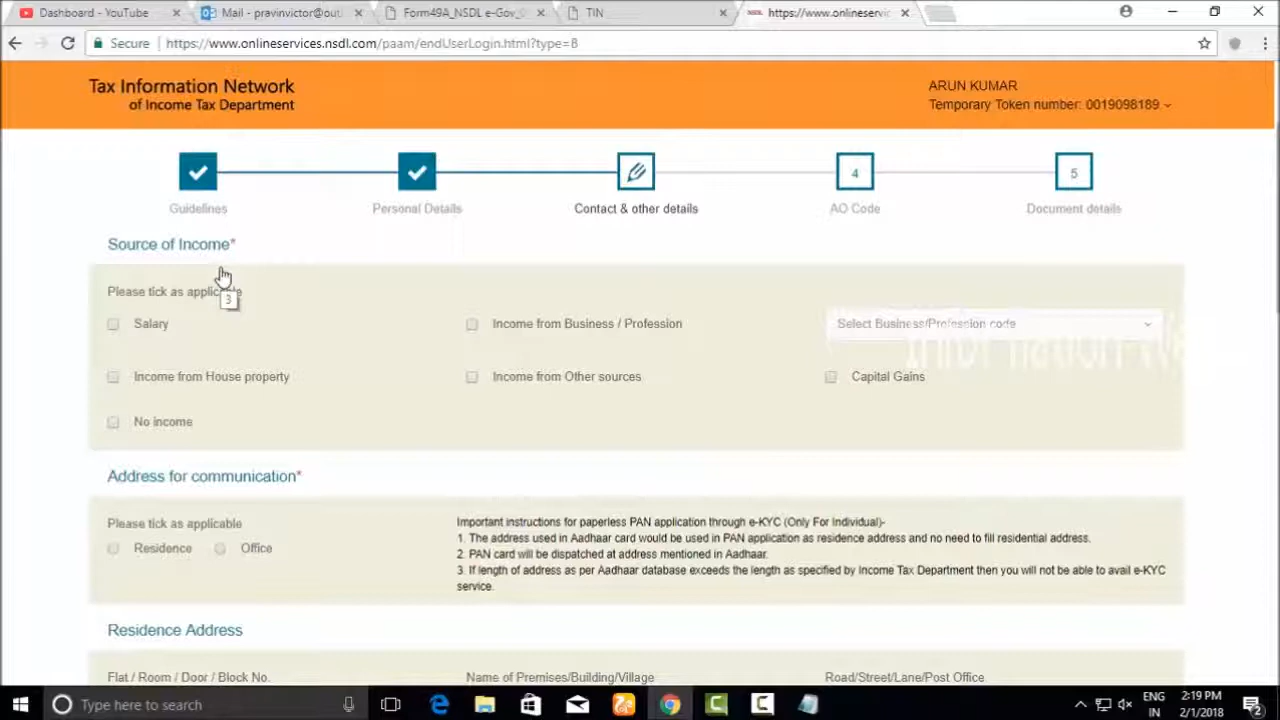 Dashboard - YouTube
Mail - pravinvictor@out
Form49A_NSDL e-Gov_
TIN
https://www.onlineservic
Secure https://www.onlineservices.nsdl.com/paam/endUserLogin.html?type=B
Tax Information Network
of Income Tax Department
ARUN KUMAR
Temporary Token number: 0019098189
4
5
Guidelines
Personal Details
Contact & other details
AO Code
Document details
Source of Income*
Please tick as applicable
3
Salary
Income from Business / Profession
Select Business/Profession code
Income from House property
Income from Other sources
Capital Gains
No income
Address for communication*
Please tick as applicable
Residence
Office
Important instructions for paperless PAN application through e-KYC (Only For Individual)-
1. The address used in Aadhaar card would be used in PAN application as residence address and no need to fill residential address.
2. PAN card will be dispatched at address mentioned in Aadhaar.
3. If length of address as per Aadhaar database exceeds the length as specified by Income Tax Department then you will not be able to avail e-KYC
service.
Residence Address
Flat / Room / Door / Block No.
Name of Premises/Building/Village
Road/Street/Lane/Post Office
Type here to search
ENG
IN
2:19 PM
2/1/2018
2